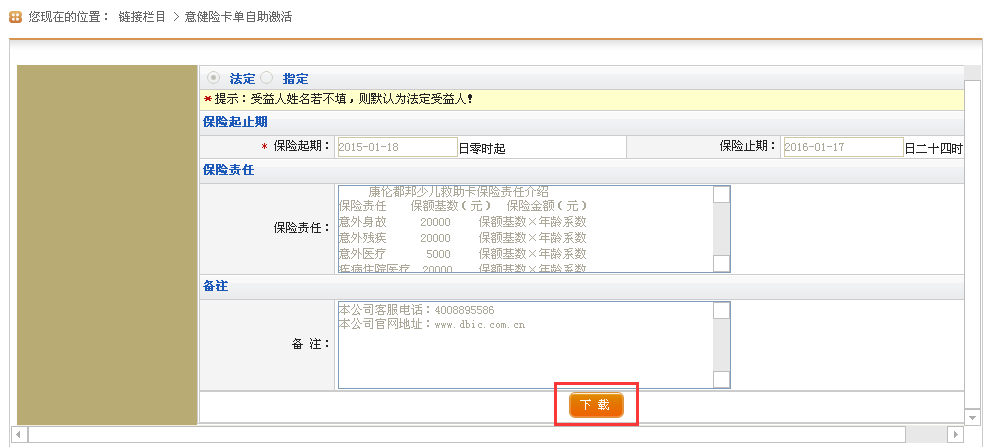 您现在的位置： 链接栏目 > 意健险卡单自助激活
法定 指定
*提示：受益人姓名若不填，则默认为法定受益人！
保险起止期
* 保险起期： 2015-01-18 日零时起 保险止期： 2016-01-17 日二十四时
保险责任
保险责任：
康伦都邦少儿救助卡保险责任介绍
保险责任 保额基数（元） 保险金额（元）
意外身故 20000 保额基数×年龄系数
意外残疾 20000 保额基数×年龄系数
意外医疗 5000 保额基数×年龄系数
疾病住院医疗 20000 保额基数×年龄系数
备注
备 注：
本公司客服电话：4008895586
本公司官网地址：www.dbic.com.cn
下 载